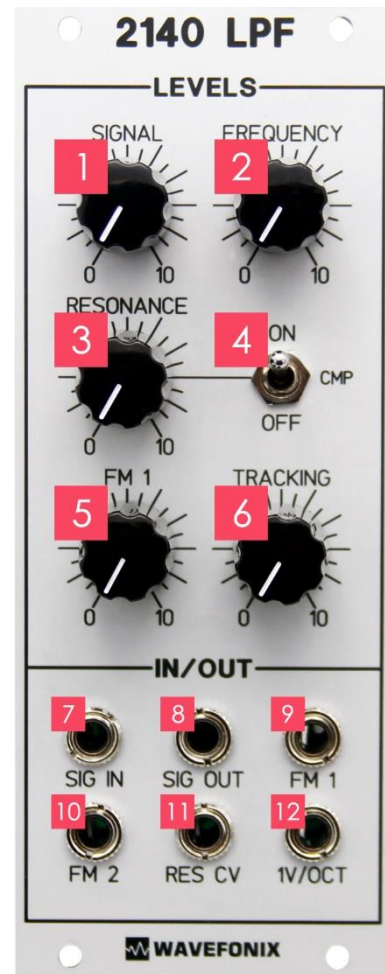 2140 LPF
LEVELS
SIGNAL FREQUENCY
1 2
0 10 0 10
RESONANCE
3 4 ON
CMP
0 10 OFF
FM 1 TRACKING
5 6
0 10 0 10
IN/OUT
7 8 9
SIG IN SIG OUT FM 1
10 11 12
FM 2 RES CV 1V/OCT
WAVEFONIX